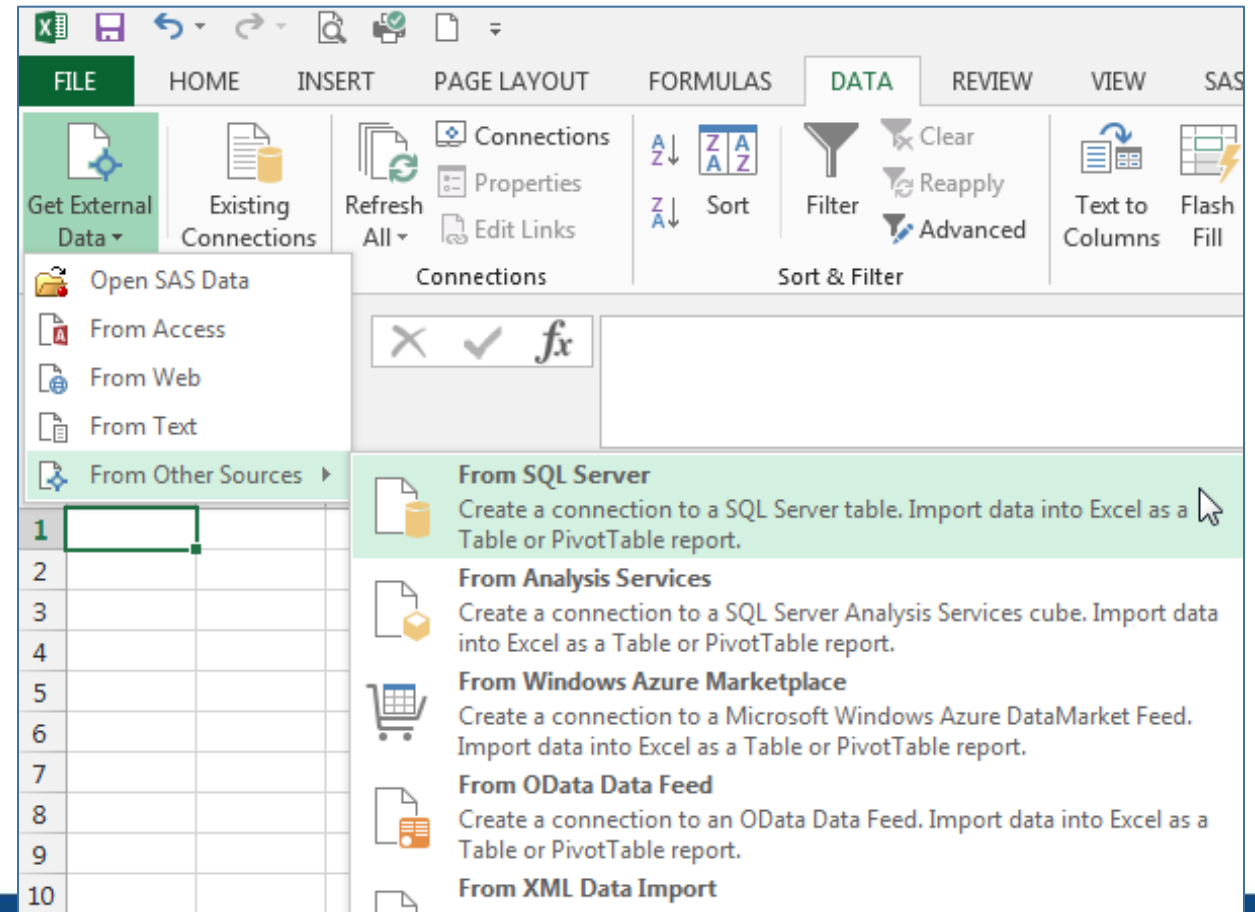 FILE HOME INSERT PAGE LAYOUT FORMULAS DATA REVIEW VIEW SAS
Get External
Data
Existing
Connections
Refresh
All
Connections
Properties
Edit Links
Connections
Sort
Filter
Clear
Reapply
Advanced
Sort & Filter
Text to
Columns
Flash
Fill
Open SAS Data
From Access
From Web
From Text
From Other Sources
fx
From SQL Server
Create a connection to a SQL Server table. Import data into Excel as a
Table or PivotTable report.
From Analysis Services
Create a connection to a SQL Server Analysis Services cube. Import data
into Excel as a Table or PivotTable report.
From Windows Azure Marketplace
Create a connection to a Microsoft Windows Azure DataMarket Feed.
Import data into Excel as a Table or PivotTable report.
From OData Data Feed
Create a connection to an OData Data Feed. Import data into Excel as a
Table or PivotTable report.
From XML Data Import
1
2
3
4
5
6
7
8
9
10